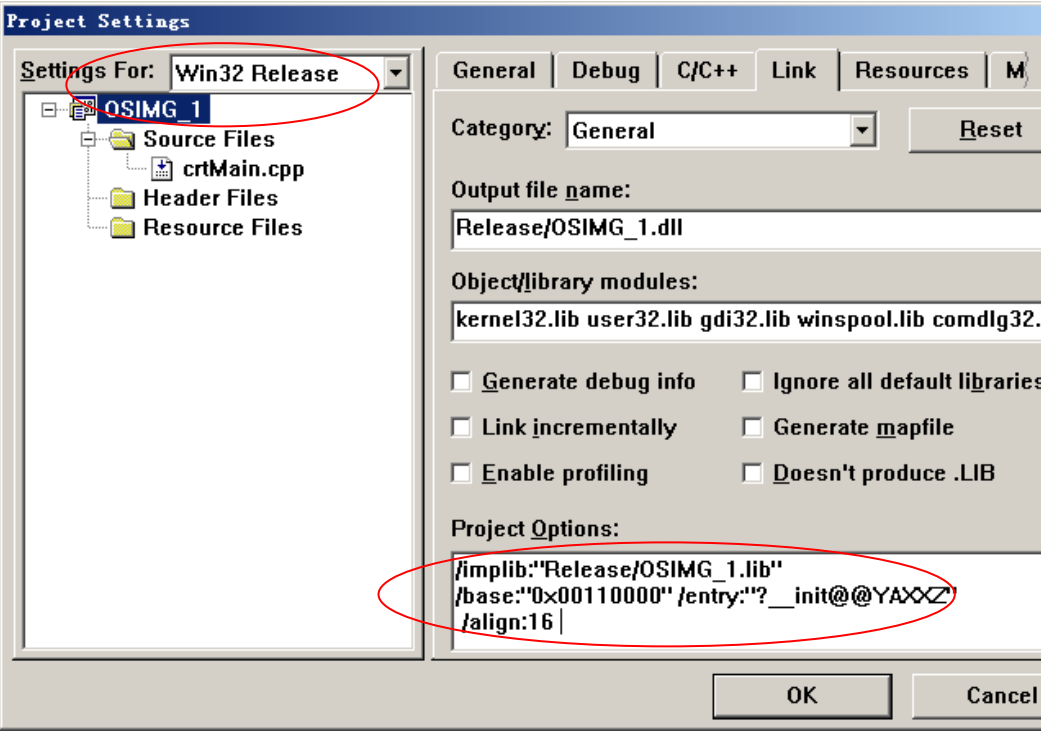 Project Settings
Settings For: Win32 Release
OSIMG_1
Source Files
crtMain.cpp
Header Files
Resource Files
General Debug C/C++ Link Resources M
Category: General Reset
Output file name:
Release/OSIMG_1.dll
Object/library modules:
kernel32.lib user32.lib gdi32.lib winspool.lib comdlg32.
Generate debug info Ignore all default libraries
Link incrementally Generate mapfile
Enable profiling Doesn't produce .LIB
Project Options:
/implib:"Release/OSIMG_1.lib"
/base:"0x00110000" /entry:"?__init@@YAXXZ"
/align:16
OK Cancel